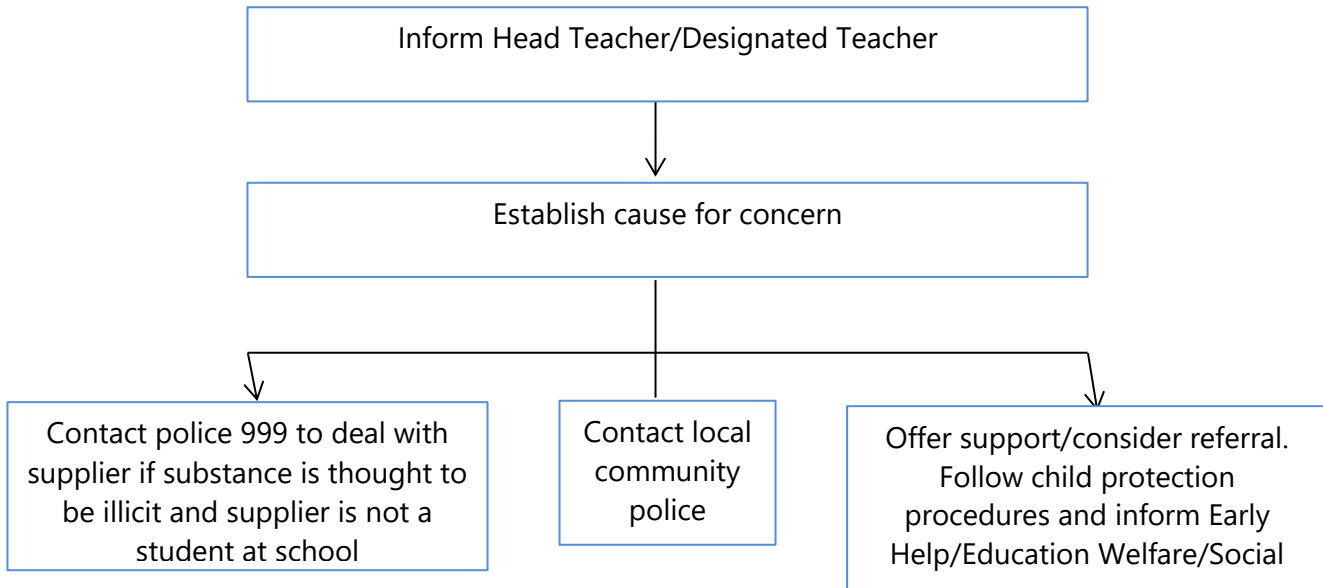 Inform Head Teacher/Designated Teacher
Establish cause for concern
Contact police 999 to deal with
supplier if substance is thought to
be illicit and supplier is not a
student at school
Contact local
community
police
Offer support/consider referral.
Follow child protection
procedures and inform Early
Help/Education Welfare/Social